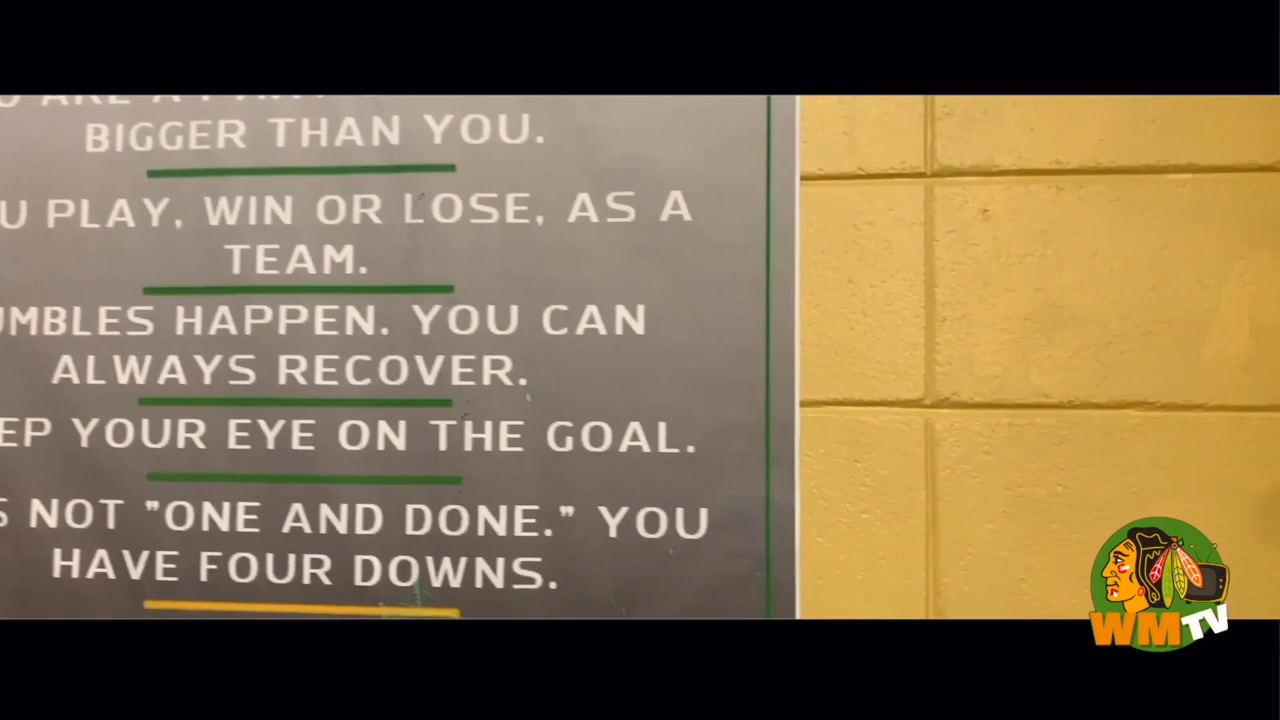 BIGGER THAN YOU.
U PLAY, WIN OR LOSE, AS A
TEAM.
UMBLES HAPPEN. YOU CAN
ALWAYS RECOVER.
EP YOUR EYE ON THE GOAL.
S NOT "ONE AND DONE." YOU
HAVE FOUR DOWNS.
WMTV